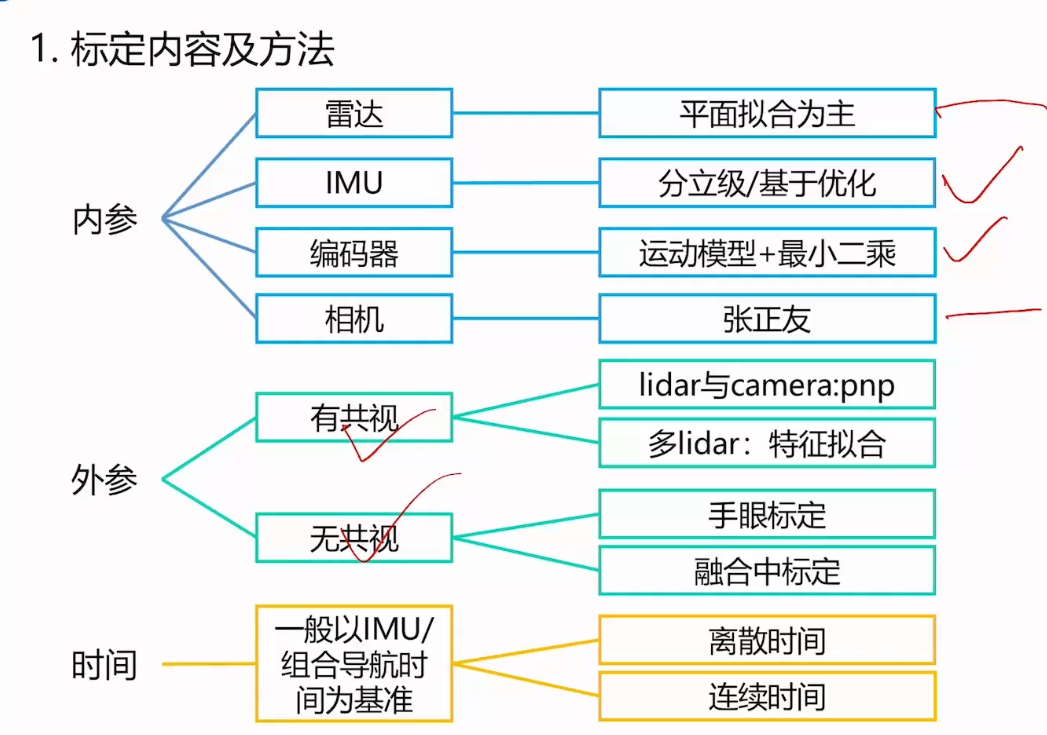 1. 标定内容及方法
内参
雷达
平面拟合为主
IMU
分立级/基于优化
编码器
运动模型+最小二乘
相机
张正友
外参
有共视
lidar与camera:pnp
多lidar：特征拟合
无共视
手眼标定
融合中标定
时间
一般以IMU/
组合导航时
间为基准
离散时间
连续时间